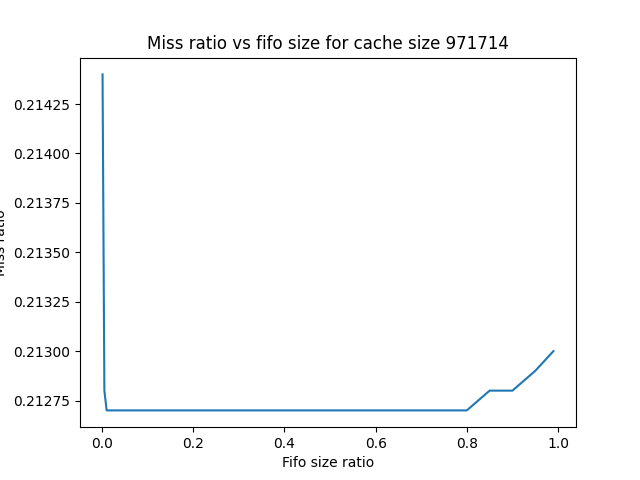 Miss ratio vs fifo size for cache size 971714
0.21425
0.21400
0.21375
0.21350
0.21325
0.21300
0.21275
Miss ratio
0.0 0.2 0.4 0.6 0.8 1.0
Fifo size ratio